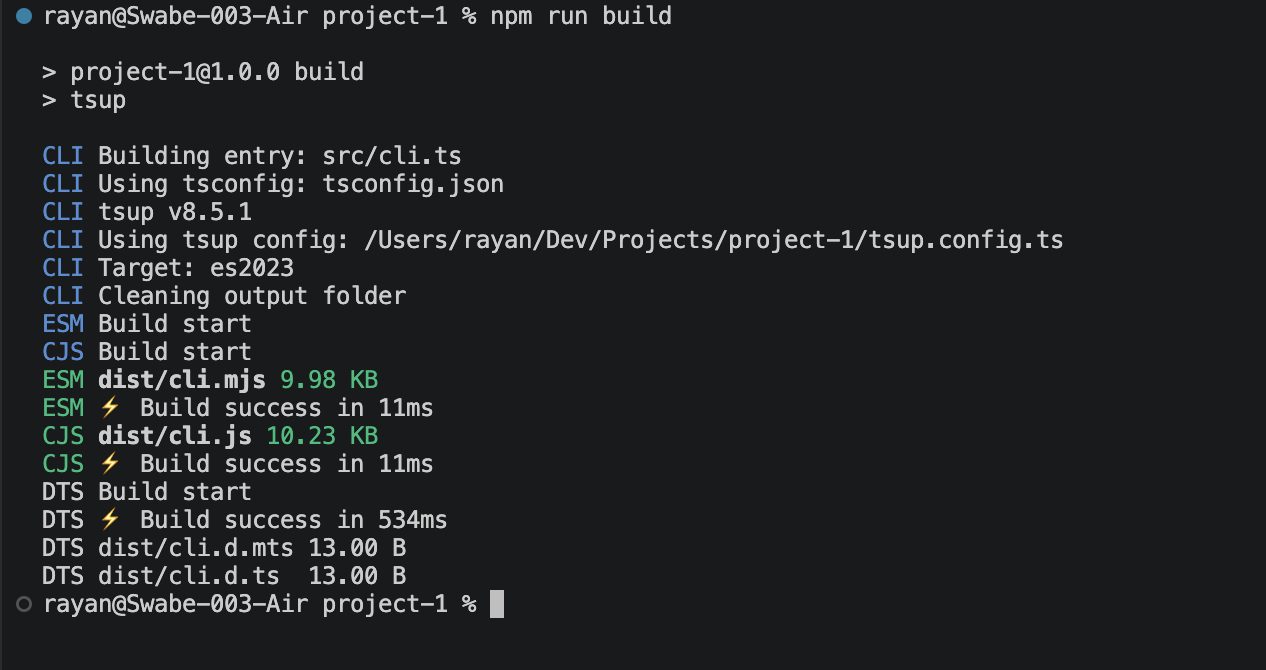 rayan@Swabe-003-Air project-1 % npm run build
> project-1@1.0.0 build
> tsup
CLI Building entry: src/cli.ts
CLI Using tsconfig: tsconfig.json
CLI tsup v8.5.1
CLI Using tsup config: /Users/rayan/Dev/Projects/project-1/tsup.config.ts
CLI Target: es2023
CLI Cleaning output folder
ESM Build start
CJS Build start
ESM dist/cli.mjs 9.98 KB
ESM ⚡ Build success in 11ms
CJS dist/cli.js 10.23 KB
CJS ⚡ Build success in 11ms
DTS Build start
DTS ⚡ Build success in 534ms
DTS dist/cli.d.mts 13.00 B
DTS dist/cli.d.ts  13.00 B
rayan@Swabe-003-Air project-1 %